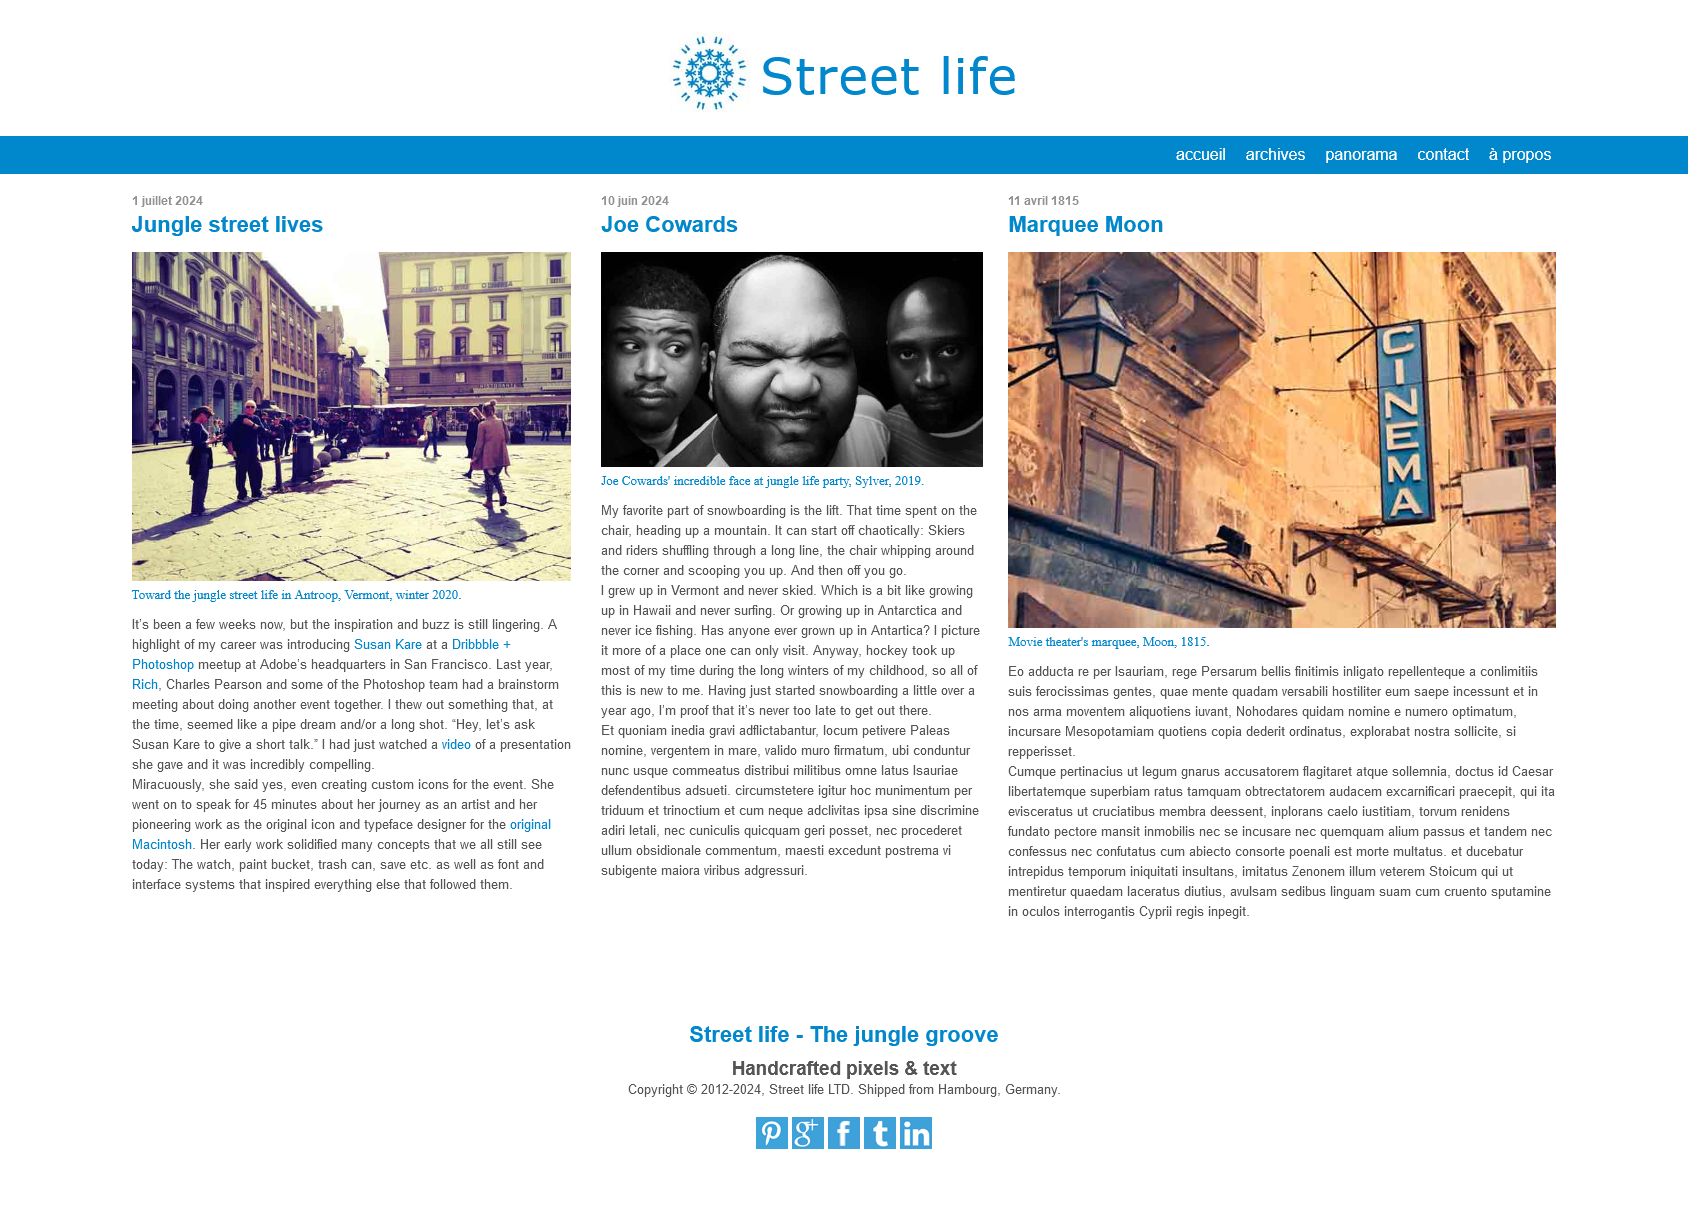 Street life
accueil archives panorama contact à propos
1 juillet 2024
Jungle street lives
ALBERGO
RISTORANTE
Toward the jungle street life in Antroop, Vermont, winter 2020.
It’s been a few weeks now, but the inspiration and buzz is still lingering. A
highlight of my career was introducing Susan Kare at a Dribbble +
Photoshop meetup at Adobe’s headquarters in San Francisco. Last year,
Rich, Charles Pearson and some of the Photoshop team had a brainstorm
meeting about doing another event together. I thew out something that, at
the time, seemed like a pipe dream and/or a long shot. “Hey, let’s ask
Susan Kare to give a short talk.” I had just watched a video of a presentation
she gave and it was incredibly compelling.
Miracuously, she said yes, even creating custom icons for the event. She
went on to speak for 45 minutes about her journey as an artist and her
pioneering work as the original icon and typeface designer for the original
Macintosh. Her early work solidified many concepts that we all still see
today: The watch, paint bucket, trash can, save etc. as well as font and
interface systems that inspired everything else that followed them.
10 juin 2024
Joe Cowards
Joe Cowards' incredible face at jungle life party, Sylver, 2019.
My favorite part of snowboarding is the lift. That time spent on the
chair, heading up a mountain. It can start off chaotically: Skiers
and riders shuffling through a long line, the chair whipping around
the corner and scooping you up. And then off you go.
I grew up in Vermont and never skied. Which is a bit like growing
up in Hawaii and never surfing. Or growing up in Antarctica and
never ice fishing. Has anyone ever grown up in Antartica? I picture
it more of a place one can only visit. Anyway, hockey took up
most of my time during the long winters of my childhood, so all of
this is new to me. Having just started snowboarding a little over a
year ago, I’m proof that it’s never too late to get out there.
Et quoniam inedia gravi adflictabantur, locum petivere Paleas
nomine, vergentem in mare, valido muro firmatum, ubi conduntur
nunc usque commeatus distribui militibus omne latus Isauriae
defendentibus adsueti. circumstetere igitur hoc munimentum per
triduum et trinoctium et cum neque adclivitas ipsa sine discrimine
adiri letali, nec cuniculis quicquam geri posset, nec procederet
ullum obsidionale commentum, maesti excedunt postrema vi
subigente maiora viribus adgressuri.
11 avril 1815
Marquee Moon
CINEMA
Movie theater's marquee, Moon, 1815.
Eo adducta re per Isauriam, rege Persarum bellis finitimis inligato repellenteque a conlimitiis
suis ferocissimas gentes, quae mente quadam versabili hostiliter eum saepe incessunt et in
nos arma moventem aliquotiens iuvant, Nohodares quidam nomine e numero optimatum,
incursare Mesopotamiam quotiens copia dederit ordinatus, explorabat nostra sollicite, si
repperisset.
Cumque pertinacius ut legum gnarus accusatorem flagitaret atque sollemnia, doctus id Caesar
libertatemque superbiam ratus tamquam obtrectatorem audacem excarnificari praecepit, qui ita
evisceratus ut cruciatibus membra deessent, inplorans caelo iustitiam, torvum renidens
fundato pectore mansit inmobilis nec se incusare nec quemquam alium passus et tandem nec
confessus nec confutatus cum abiecto consorte poenali est morte multatus. et ducebatur
intrepidus temporum iniquitati insultans, imitatus Zenonem illum veterem Stoicum qui ut
mentiretur quaedam laceratus diutius, avulsam sedibus linguam suam cum cruento sputamine
in oculos interrogantis Cyprii regis inpegit.
Street life - The jungle groove
Handcrafted pixels & text
Copyright © 2012-2024, Street life LTD. Shipped from Hambourg, Germany.